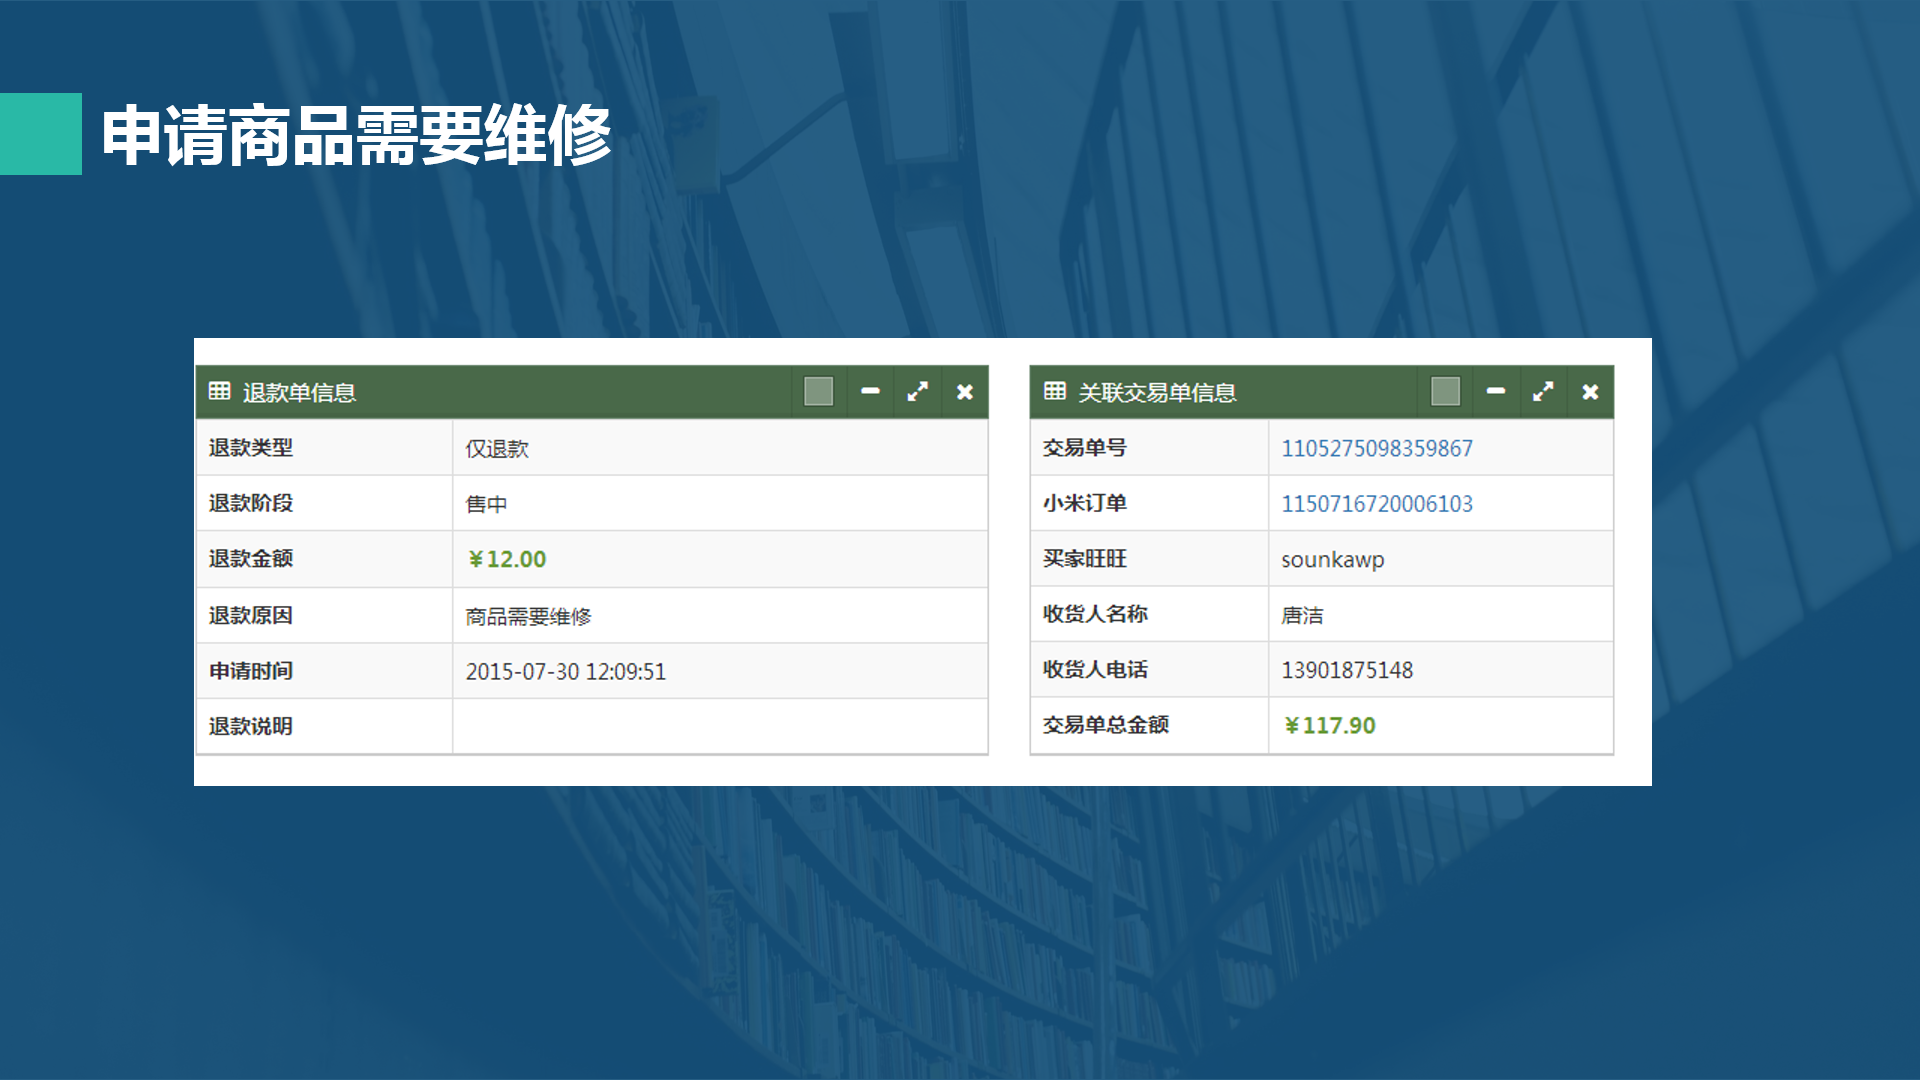 申请商品需要维修
退款单信息
退款类型 仅退款
退款阶段 售中
退款金额 ¥12.00
退款原因 商品需要维修
申请时间 2015-07-30 12:09:51
退款说明
关联交易单信息
交易单号 1105275098359867
小米订单 1150716720006103
买家旺旺 sounkawp
收货人名称 唐洁
收货人电话 13901875148
交易单总金额 ¥117.90